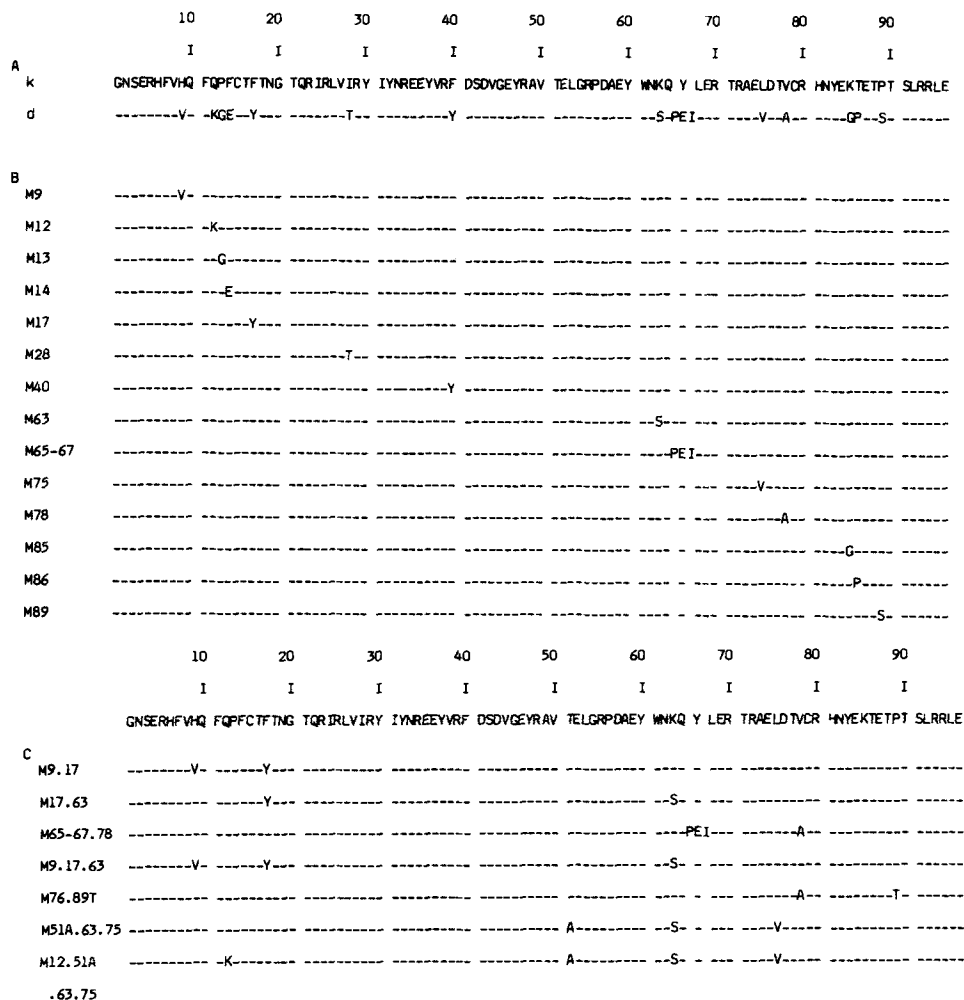 10 20 30 40 50 60 70 80 90
I I I I I I I I I
A
k GNSERHFVHQ FQPFCTFTNG TQRIRLVIRY IYNREEYVRF DSDVGEYRAV TELGRPDAEY WNKQ Y LER TRAELDTVCR HNYEKTETPT SLRRLE
d --------V- -KGE--Y--- -------T-- ---------Y ---------- ---------- --S-PEI--- ----V--A-- ----GP--S- ------
B
M9 --------V- ---------- ---------- ---------- ---------- ---------- ---- - --- ---------- ---------- ------
M12 ---------- -K-------- ---------- ---------- ---------- ---------- ---- - --- ---------- ---------- ------
M13 ---------- --G------- ---------- ---------- ---------- ---------- ---- - --- ---------- ---------- ------
M14 ---------- ---E------ ---------- ---------- ---------- ---------- ---- - --- ---------- ---------- ------
M17 ---------- ------Y--- ---------- ---------- ---------- ---------- ---- - --- ---------- ---------- ------
M28 ---------- ---------- -------T-- ---------- ---------- ---------- ---- - --- ---------- ---------- ------
M40 ---------- ---------- ---------- ---------Y ---------- ---------- ---- - --- ---------- ---------- ------
M63 ---------- ---------- ---------- ---------- ---------- ---------- --S- - --- ---------- ---------- ------
M65-67 ---------- ---------- ---------- ---------- ---------- ---------- ----PEI--- ---------- ---------- ------
M75 ---------- ---------- ---------- ---------- ---------- ---------- ---- - --- ----V----- ---------- ------
M78 ---------- ---------- ---------- ---------- ---------- ---------- ---- - --- -------A-- ---------- ------
M85 ---------- ---------- ---------- ---------- ---------- ---------- ---- - --- ---------- ----G----- ------
M86 ---------- ---------- ---------- ---------- ---------- ---------- ---- - --- ---------- -----P---- ------
M89 ---------- ---------- ---------- ---------- ---------- ---------- ---- - --- ---------- --------S- ------
10 20 30 40 50 60 70 80 90
I I I I I I I I I
GNSERHFVHQ FQPFCTFTNG TQRIRLVIRY IYNREEYVRF DSDVGEYRAV TELGRPDAEY WNKQ Y LER TRAELDTVCR HNYEKTETPT SLRRLE
C
M9.17 --------V- ------Y--- ---------- ---------- ---------- ---------- ---- - --- ---------- ---------- ------
M17.63 ---------- ------Y--- ---------- ---------- ---------- ---------- --S- - --- ---------- ---------- ------
M65-67.78 ---------- ---------- ---------- ---------- ---------- ---------- ----PEI--- -------A-- ---------- ------
M9.17.63 --------V- ------Y--- ---------- ---------- ---------- ---------- --S- - --- ---------- ---------- ------
M76.89T ---------- ---------- ---------- ---------- ---------- ---------- ---- - --- -------A-- --------T- ------
M51A.63.75 ---------- ---------- ---------- ---------- ---------- A--------- --S- - --- ----V----- ---------- ------
M12.51A ---------- -K-------- ---------- ---------- ---------- A--------- --S- - --- ----V----- ---------- ------
.63.75